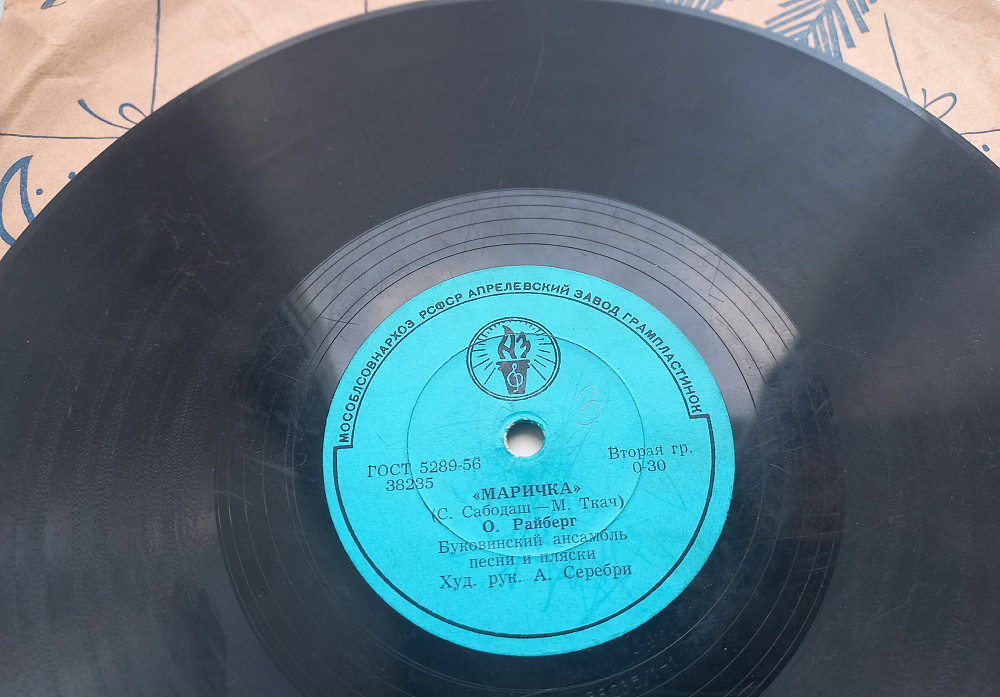 МОСОБЛСОВНАРХОЗ РСФСР АПРЕЛЕВСКИЙ ЗАВОД ГРАМПЛАСТИНОК
АЗ
ГОСТ 5289-56
38235
Вторая гр.
0-30
«МАРИЧКА»
(С. Сабодаш—М. Ткач)
О. Райберг
Буковинский ансамбль
песни и пляски
Худ. рук. А. Серебри